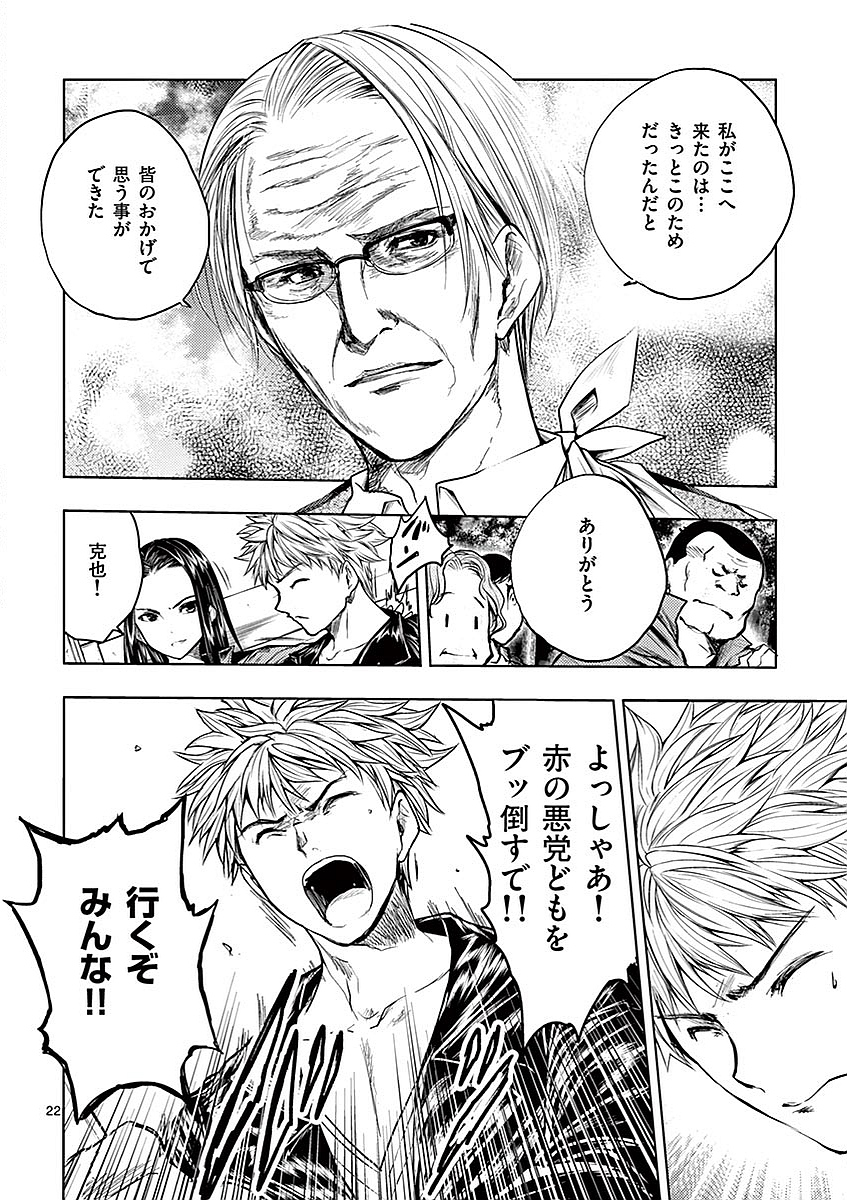 私がここへ
来たのは…
きっとこのため
だったんだと
皆のおかげで
思う事が
できた
ありがとう
克也！
よっしゃあ！
赤の悪党どもを
ブッ倒すで！！
行くぞ
みんな！！
22